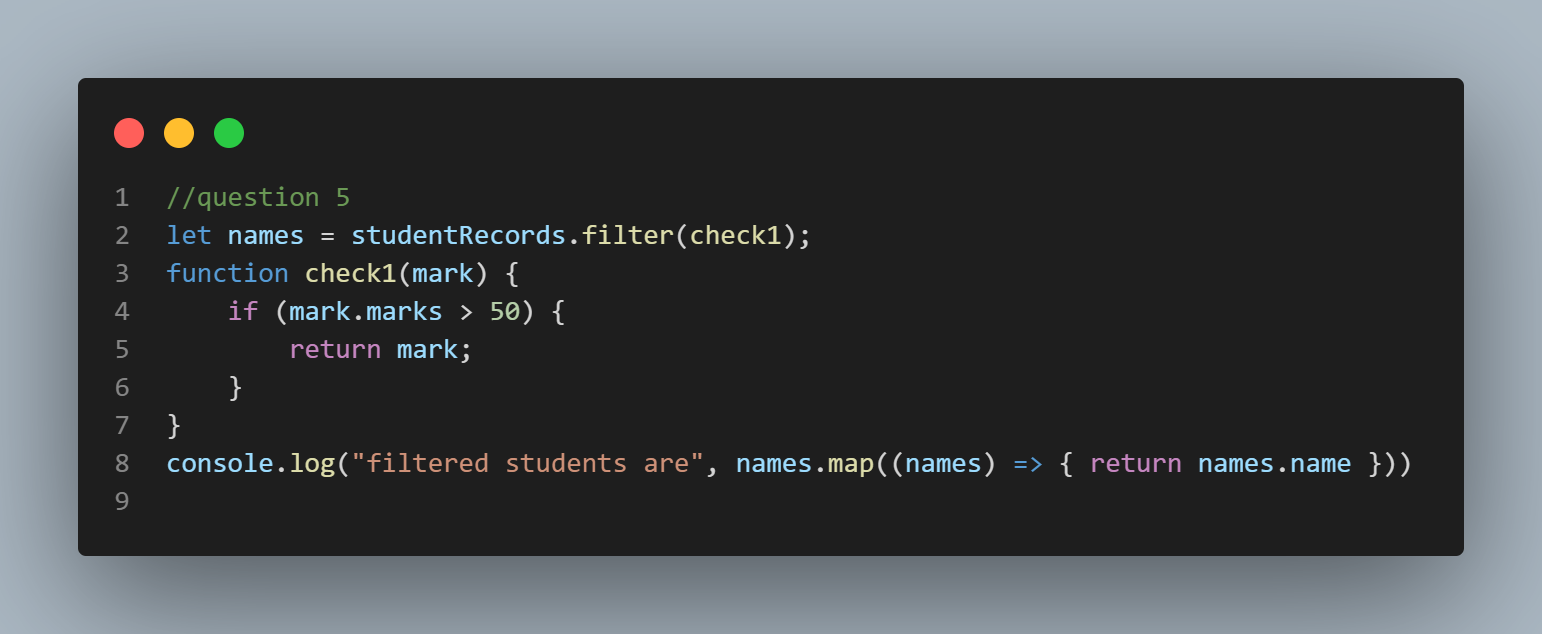 1 //question 5
2 let names = studentRecords.filter(check1);
3 function check1(mark) {
4     if (mark.marks > 50) {
5         return mark;
6     }
7 }
8 console.log("filtered students are", names.map((names) => { return names.name }))
9